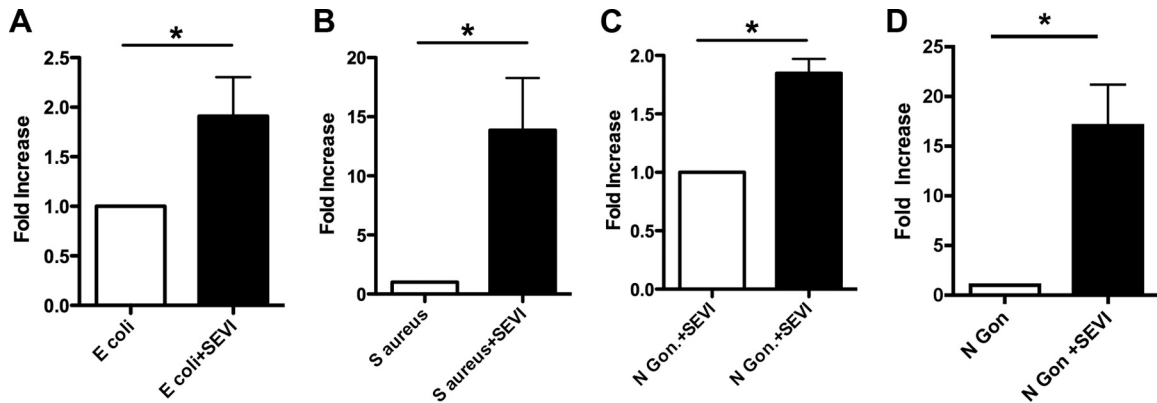 A
*
Fold Increase
2.5
2.0
1.5
1.0
0.5
0.0
E coli
E coli+SEVI
B
*
Fold Increase
20
15
10
5
0
S aureus
S aureus+SEVI
C
*
Fold Increase
2.0
1.5
1.0
0.5
0.0
N Gon.+SEVI
N Gon.+SEVI
D
*
Fold Increase
25
20
15
10
5
0
N Gon
N Gon +SEVI